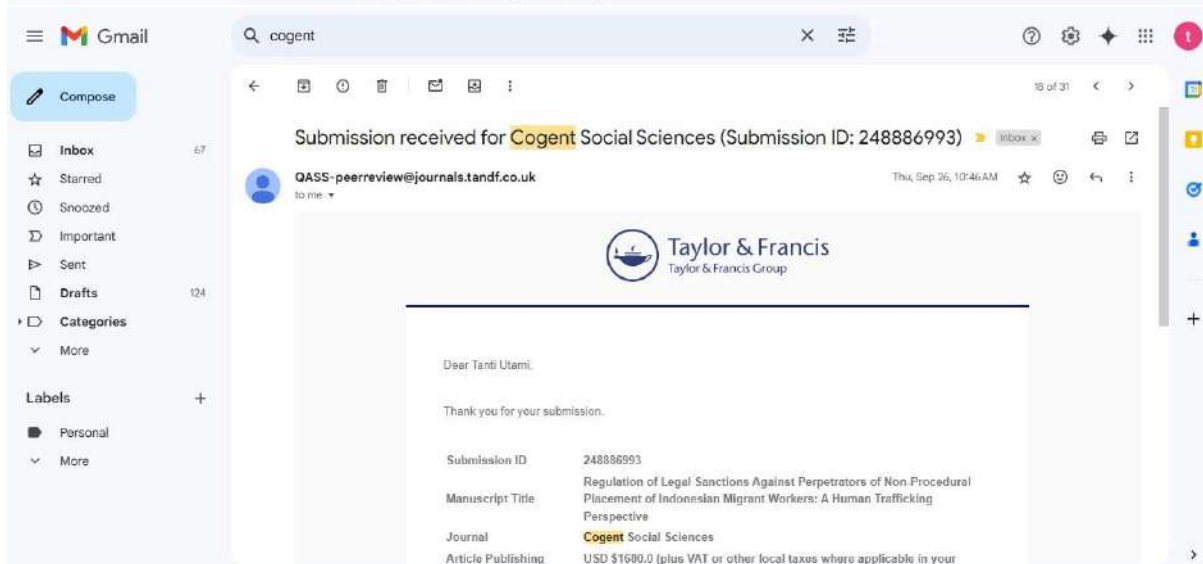 Gmail
cogent
t
Compose
18 of 31
Inbox 67
Starred
Snoozed
Important
Sent
Drafts 124
Categories
More
Labels
Personal
More
Submission received for Cogent Social Sciences (Submission ID: 248886993) Inbox x
QASS-peerreview@journals.tandf.co.uk Thu, Sep 26, 10:46 AM
to me
Taylor & Francis
Taylor & Francis Group
Dear Tanti Utami,
Thank you for your submission.
Submission ID 248886993
Manuscript Title Regulation of Legal Sanctions Against Perpetrators of Non-Procedural
Placement of Indonesian Migrant Workers: A Human Trafficking
Perspective
Journal Cogent Social Sciences
Article Publishing USD $1680.0 (plus VAT or other local taxes where applicable in your